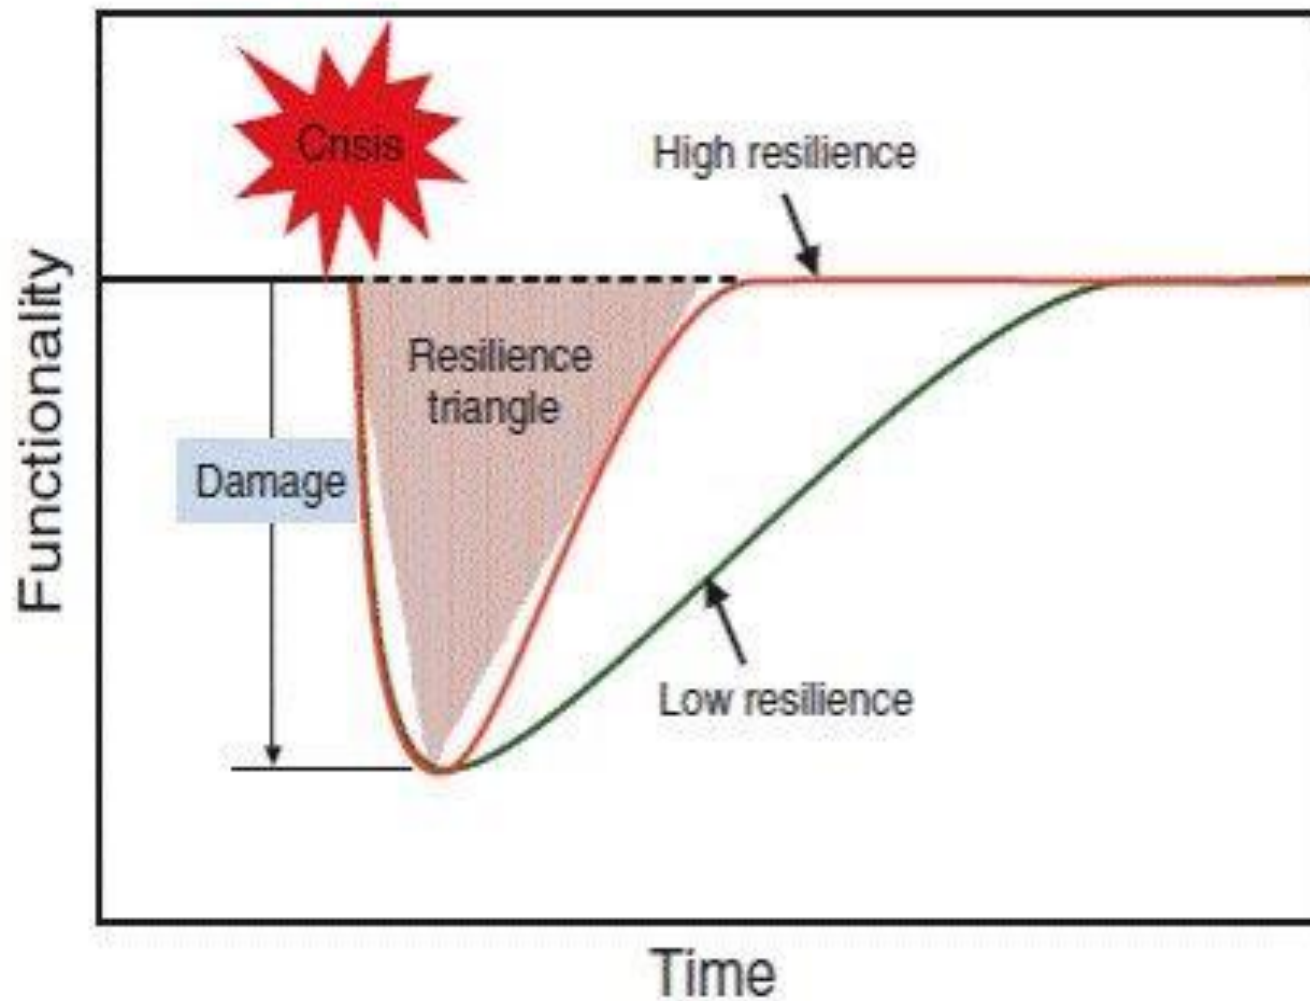 Crisis
High resilience
Resilience
triangle
Damage
Low resilience
Functionality
Time